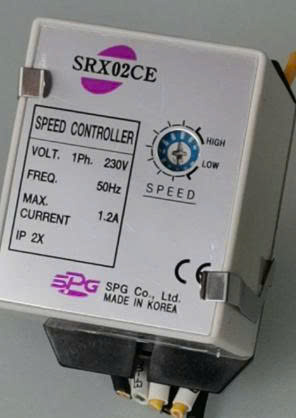 SRX02CE
SPEED CONTROLLER
VOLT. 1Ph. 230V
FREQ. 50Hz
MAX.
CURRENT 1.2A
IP 2X
HIGH
LOW
SPEED
CE
SPG
SPG Co., Ltd.
MADE IN KOREA